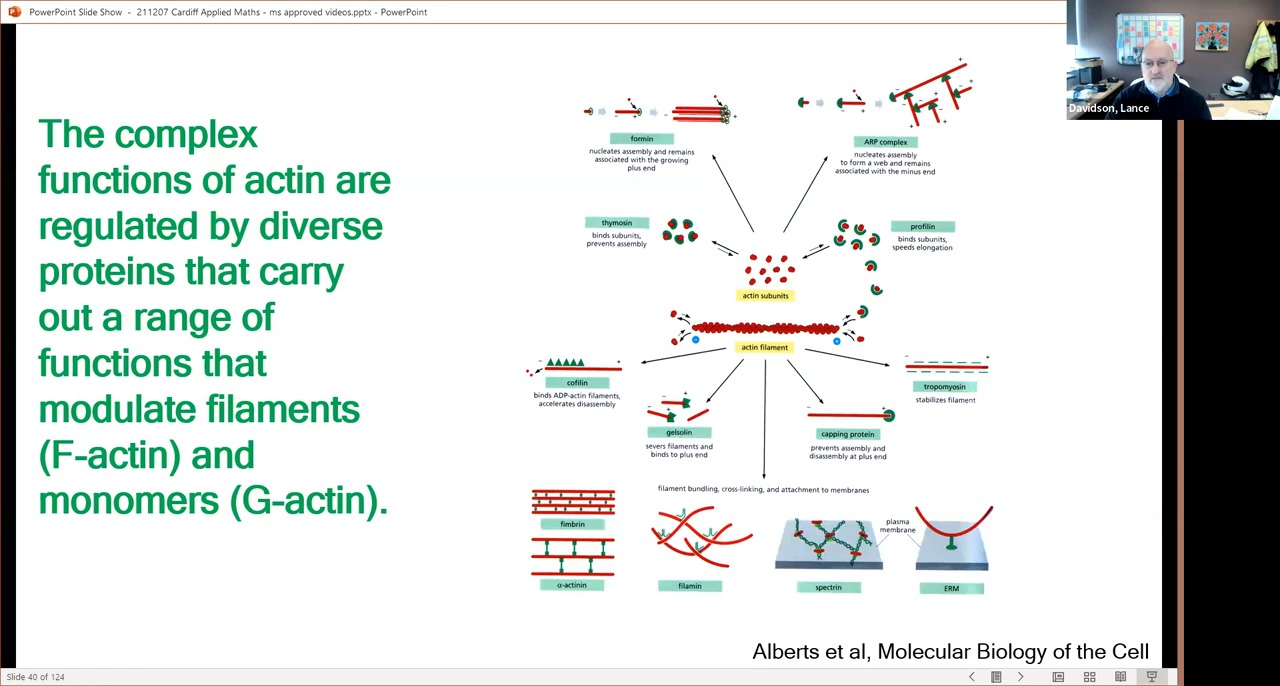 PowerPoint Slide Show - 211207 Cardiff Applied Maths - ms approved videos.pptx - PowerPoint
Davidson, Lance
The complex
functions of actin are
regulated by diverse
proteins that carry
out a range of
functions that
modulate filaments
(F-actin) and
monomers (G-actin).
formin
nucleates assembly and remains
associated with the growing
plus end
ARP complex
nucleates assembly
to form a web and remains
associated with the minus end
thymosin
binds subunits,
prevents assembly
profilin
binds subunits,
speeds elongation
actin subunits
actin filament
cofilin
binds ADP-actin filaments,
accelerates disassembly
gelsolin
severs filaments and
binds to plus end
capping protein
prevents assembly and
disassembly at plus end
tropomyosin
stabilizes filament
filament bundling, cross-linking, and attachment to membranes
fimbrin
α-actinin
filamin
spectrin
plasma
membrane
ERM
Alberts et al, Molecular Biology of the Cell
Slide 40 of 124